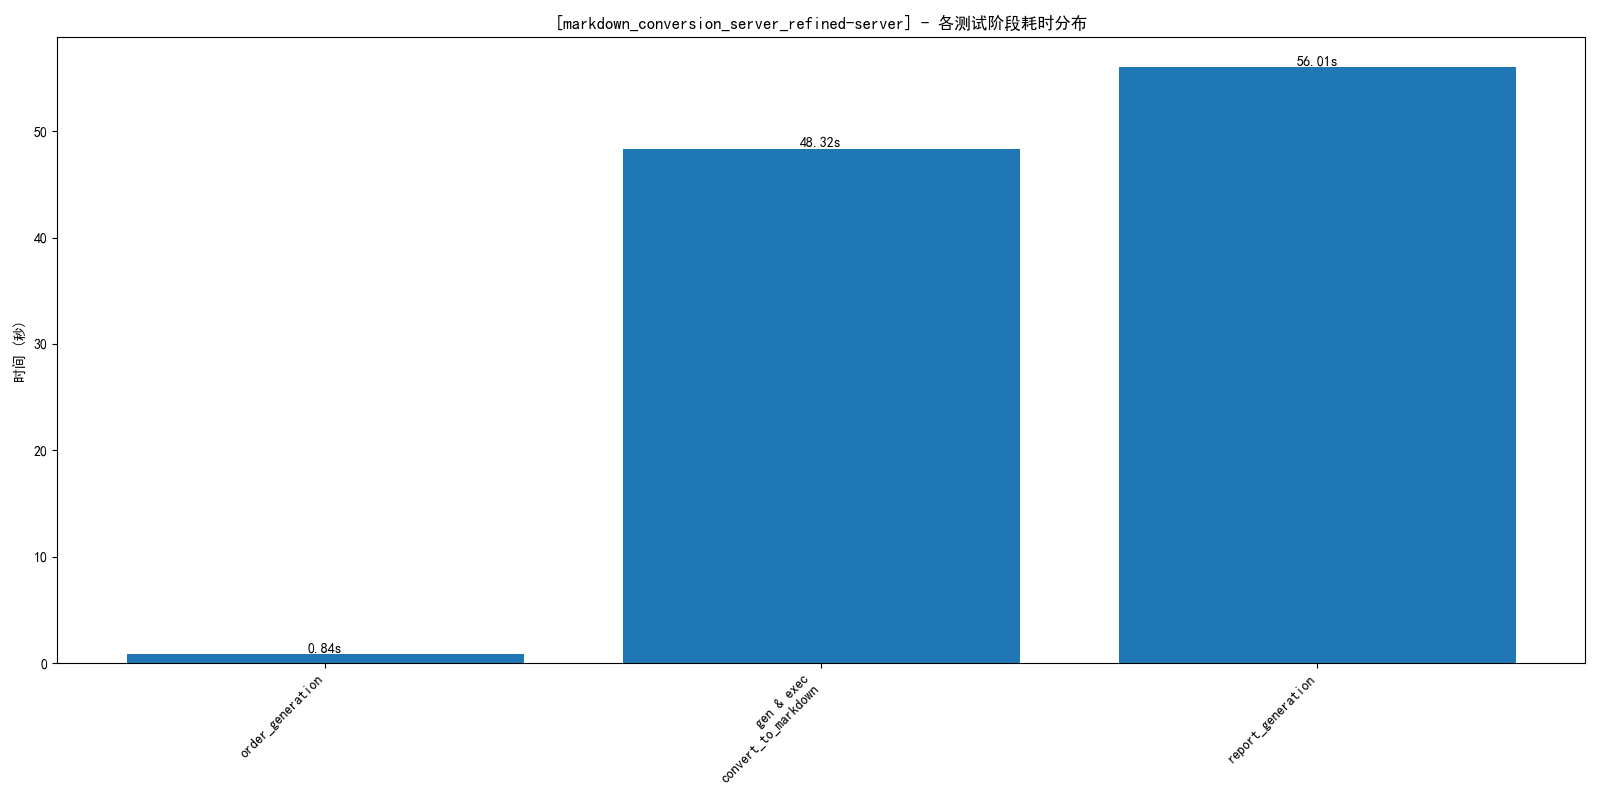 [markdown_conversion_server_refined-server] - 各测试阶段耗时分布
56.01s
48.32s
0.84s
时间 (秒)
50
40
30
20
10
0
order_generation
gen & exec
convert_to_markdown
report_generation